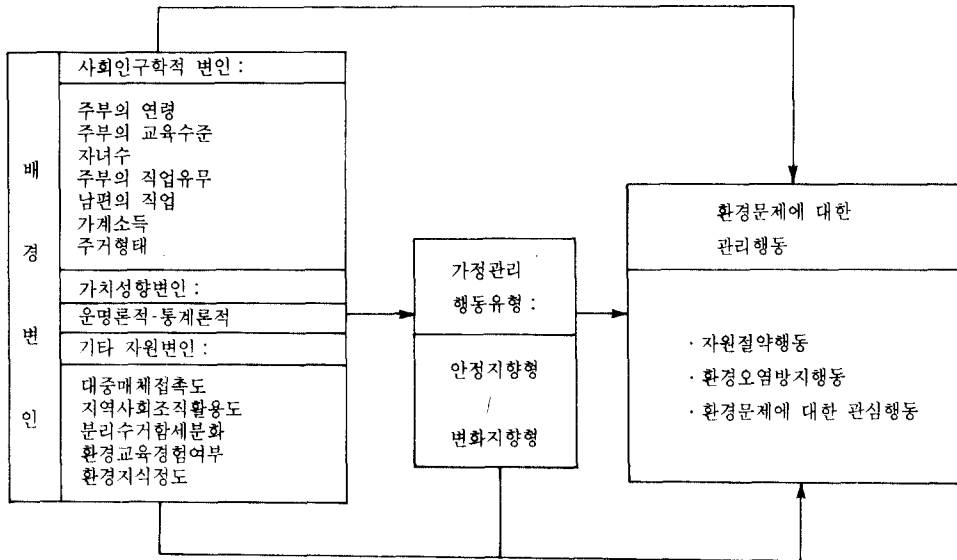 배경변인
사회인구학적 변인 :
주부의 연령
주부의 교육수준
자녀수
주부의 직업유무
남편의 직업
가계소득
주거형태
가치성향변인 :
운명론적-통계론적
기타 자원변인 :
대중매체접촉도
지역사회조직활용도
분리수거함세분화
환경교육경험여부
환경지식정도
가정관리
행동유형 :
안정지향형
/
변화지향형
환경문제에 대한
관리행동
· 자원절약행동
· 환경오염방지행동
· 환경문제에 대한 관심행동